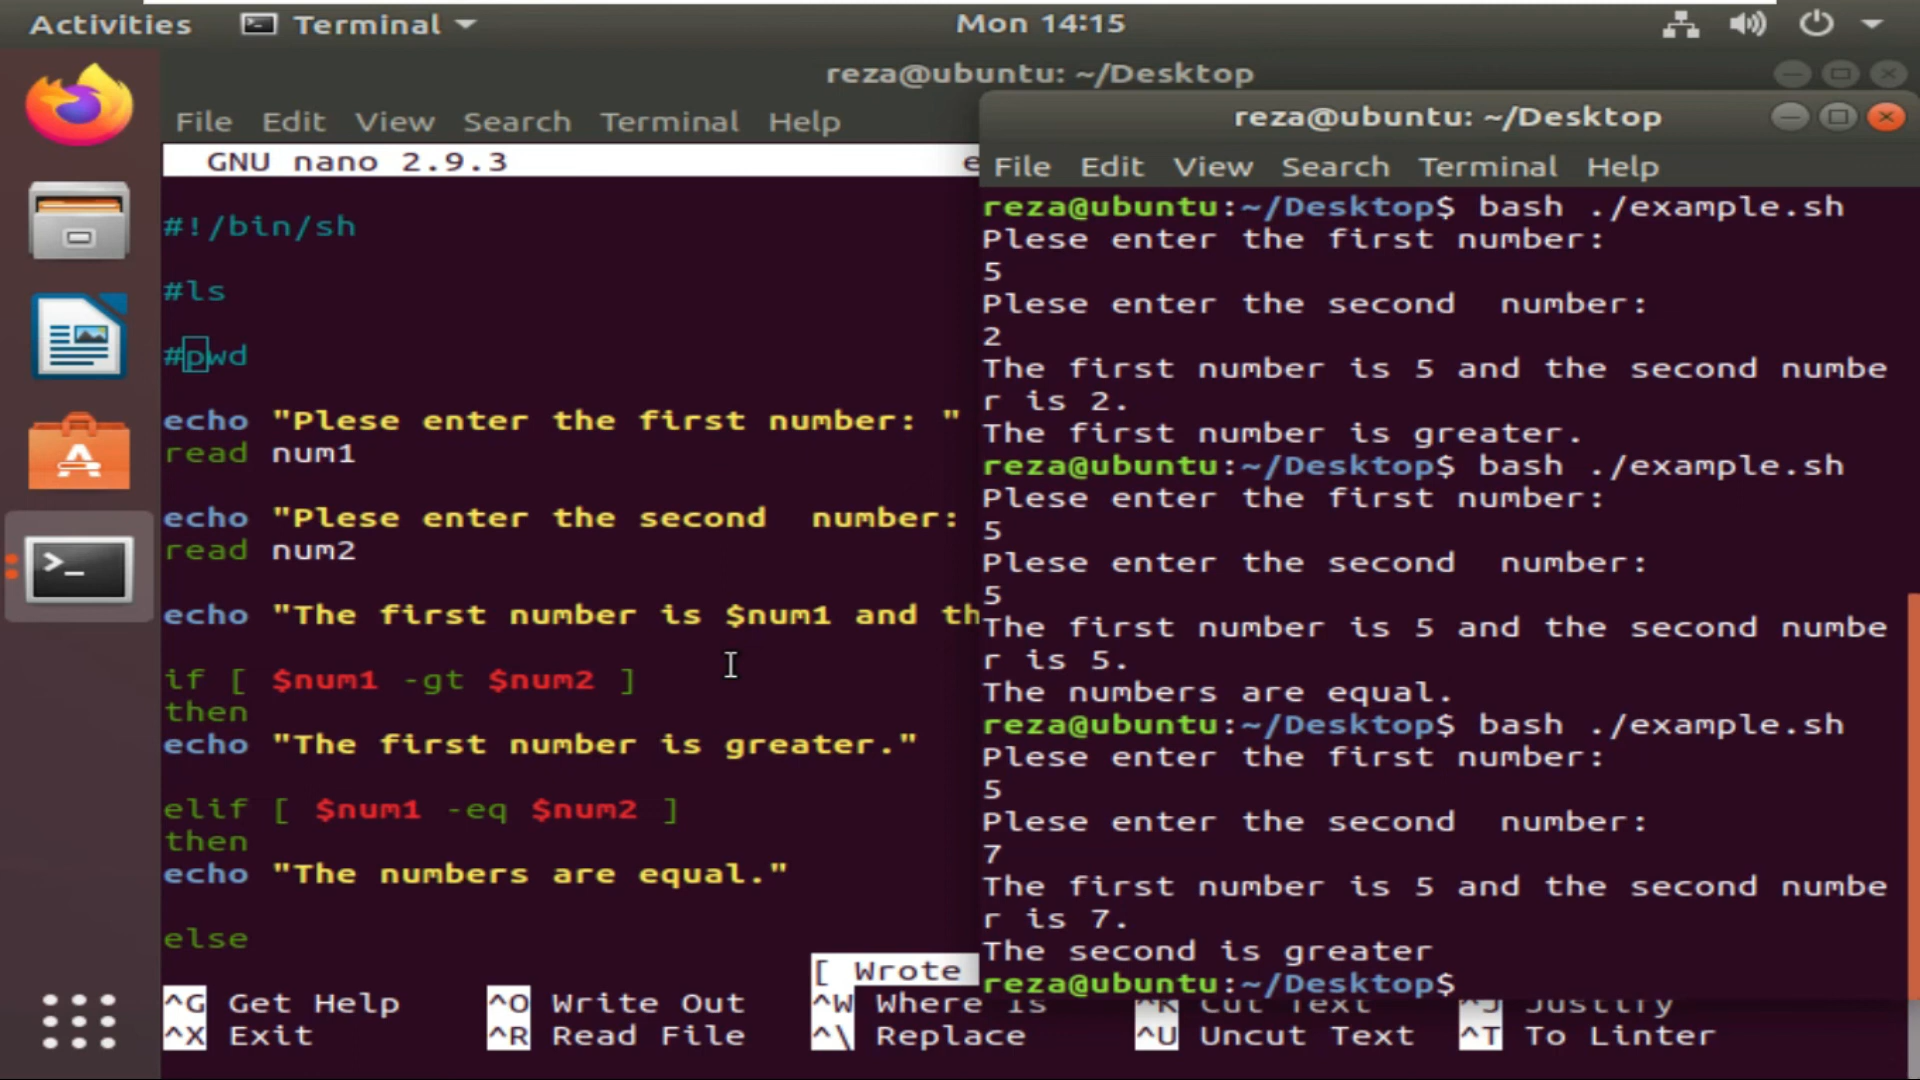 Activities
Terminal
Mon 14:15
reza@ubuntu: ~/Desktop
File Edit View Search Terminal Help
GNU nano 2.9.3
#!/bin/sh
#ls
#pwd
echo "Plese enter the first number: "
read num1
echo "Plese enter the second  number:
read num2
echo "The first number is $num1 and th
if [ $num1 -gt $num2 ]
then
echo "The first number is greater."
elif [ $num1 -eq $num2 ]
then
echo "The numbers are equal."
else
[ Wrote
^G Get Help ^O Write Out ^W Where Is ^K Cut Text ^J Justify
^X Exit ^R Read File ^\ Replace ^U Uncut Text ^T To Linter
reza@ubuntu: ~/Desktop
File Edit View Search Terminal Help
reza@ubuntu:~/Desktop$ bash ./example.sh
Plese enter the first number:
5
Plese enter the second  number:
2
The first number is 5 and the second numbe
r is 2.
The first number is greater.
reza@ubuntu:~/Desktop$ bash ./example.sh
Plese enter the first number:
5
Plese enter the second  number:
5
The first number is 5 and the second numbe
r is 5.
The numbers are equal.
reza@ubuntu:~/Desktop$ bash ./example.sh
Plese enter the first number:
5
Plese enter the second  number:
7
The first number is 5 and the second numbe
r is 7.
The second is greater
reza@ubuntu:~/Desktop$